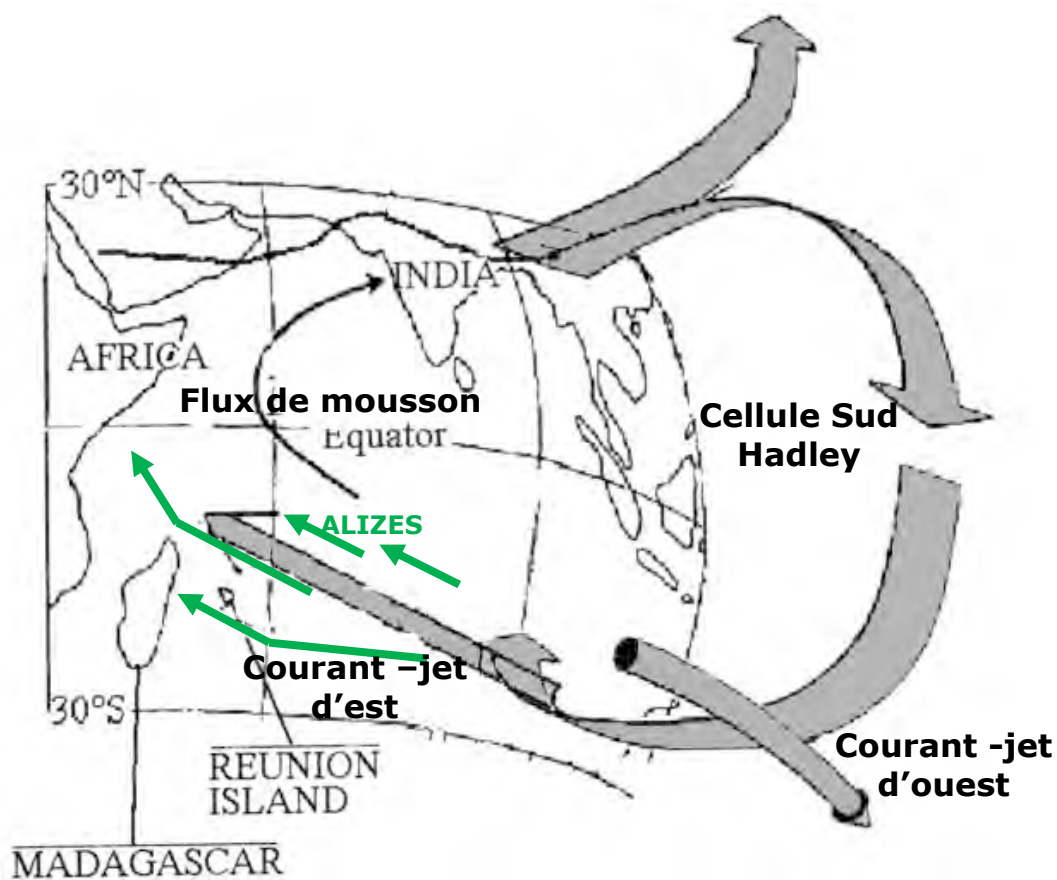 30°N
INDIA
AFRICA
Flux de mousson
Equator
Cellule Sud
Hadley
ALIZES
Courant –jet
d'est
30°S
Courant -jet
d'ouest
REUNION
ISLAND
MADAGASCAR